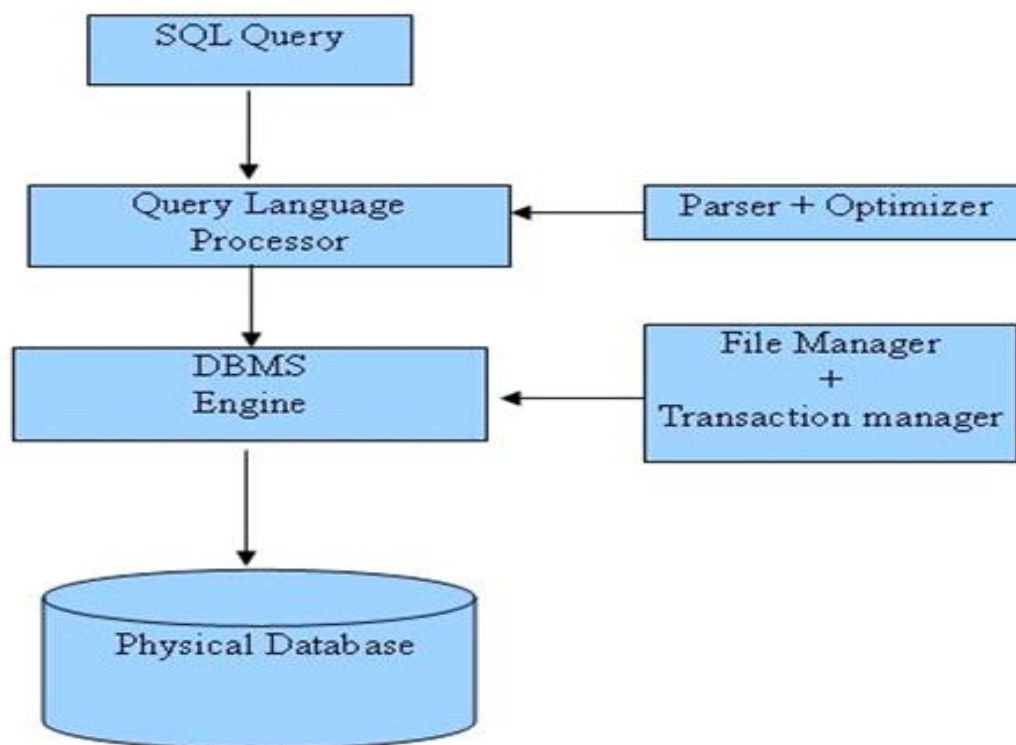 SQL Query
Query Language
Processor
Parser + Optimizer
DBMS
Engine
File Manager
+
Transaction manager
Physical Database